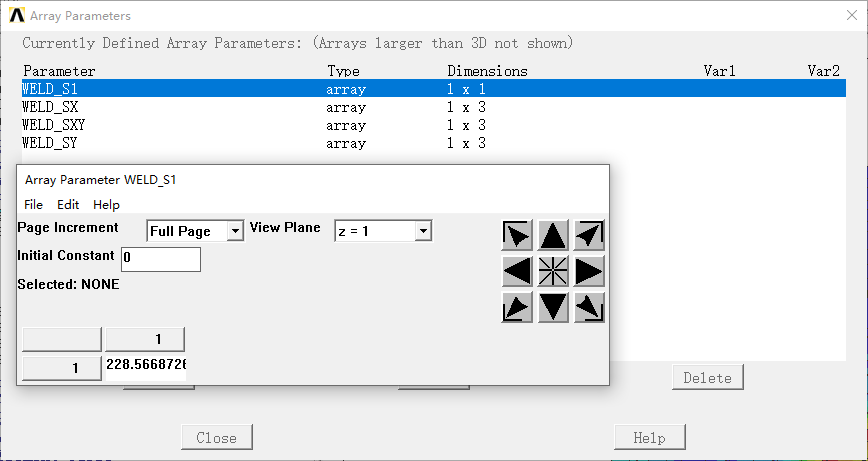 Array Parameters
Currently Defined Array Parameters: (Arrays larger than 3D not shown)
Parameter Type Dimensions Var1 Var2
WELD_S1 array 1 x 1
WELD_SX array 1 x 3
WELD_SXY array 1 x 3
WELD_SY array 1 x 3
Array Parameter WELD_S1
File Edit Help
Page Increment Full Page View Plane z = 1
Initial Constant 0
Selected: NONE
1
1 228.5668726
Delete
Close Help